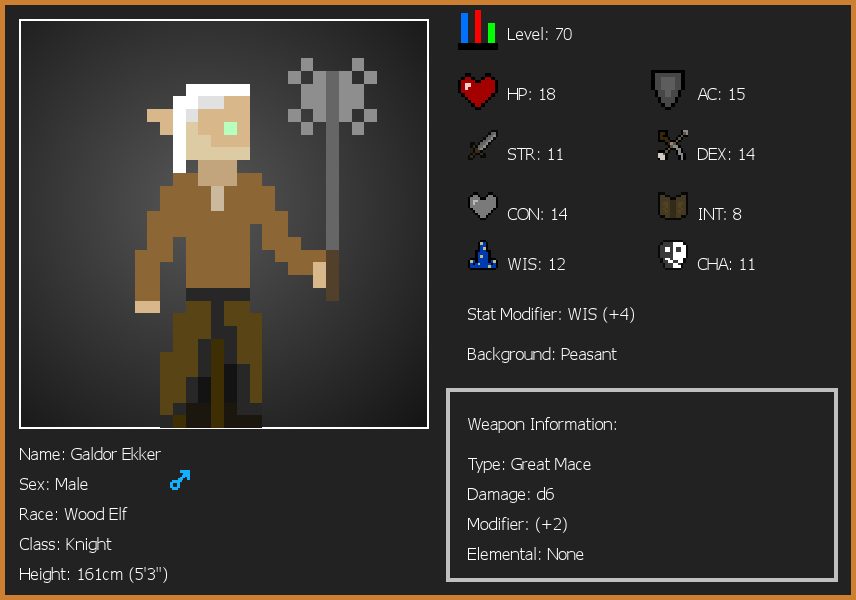 Level: 70
HP: 18
AC: 15
STR: 11
DEX: 14
CON: 14
INT: 8
WIS: 12
CHA: 11
Stat Modifier: WIS (+4)
Background: Peasant
Weapon Information:
Type: Great Mace
Damage: d6
Modifier: (+2)
Elemental: None
Name: Galdor Ekker
Sex: Male
Race: Wood Elf
Class: Knight
Height: 161cm (5'3")